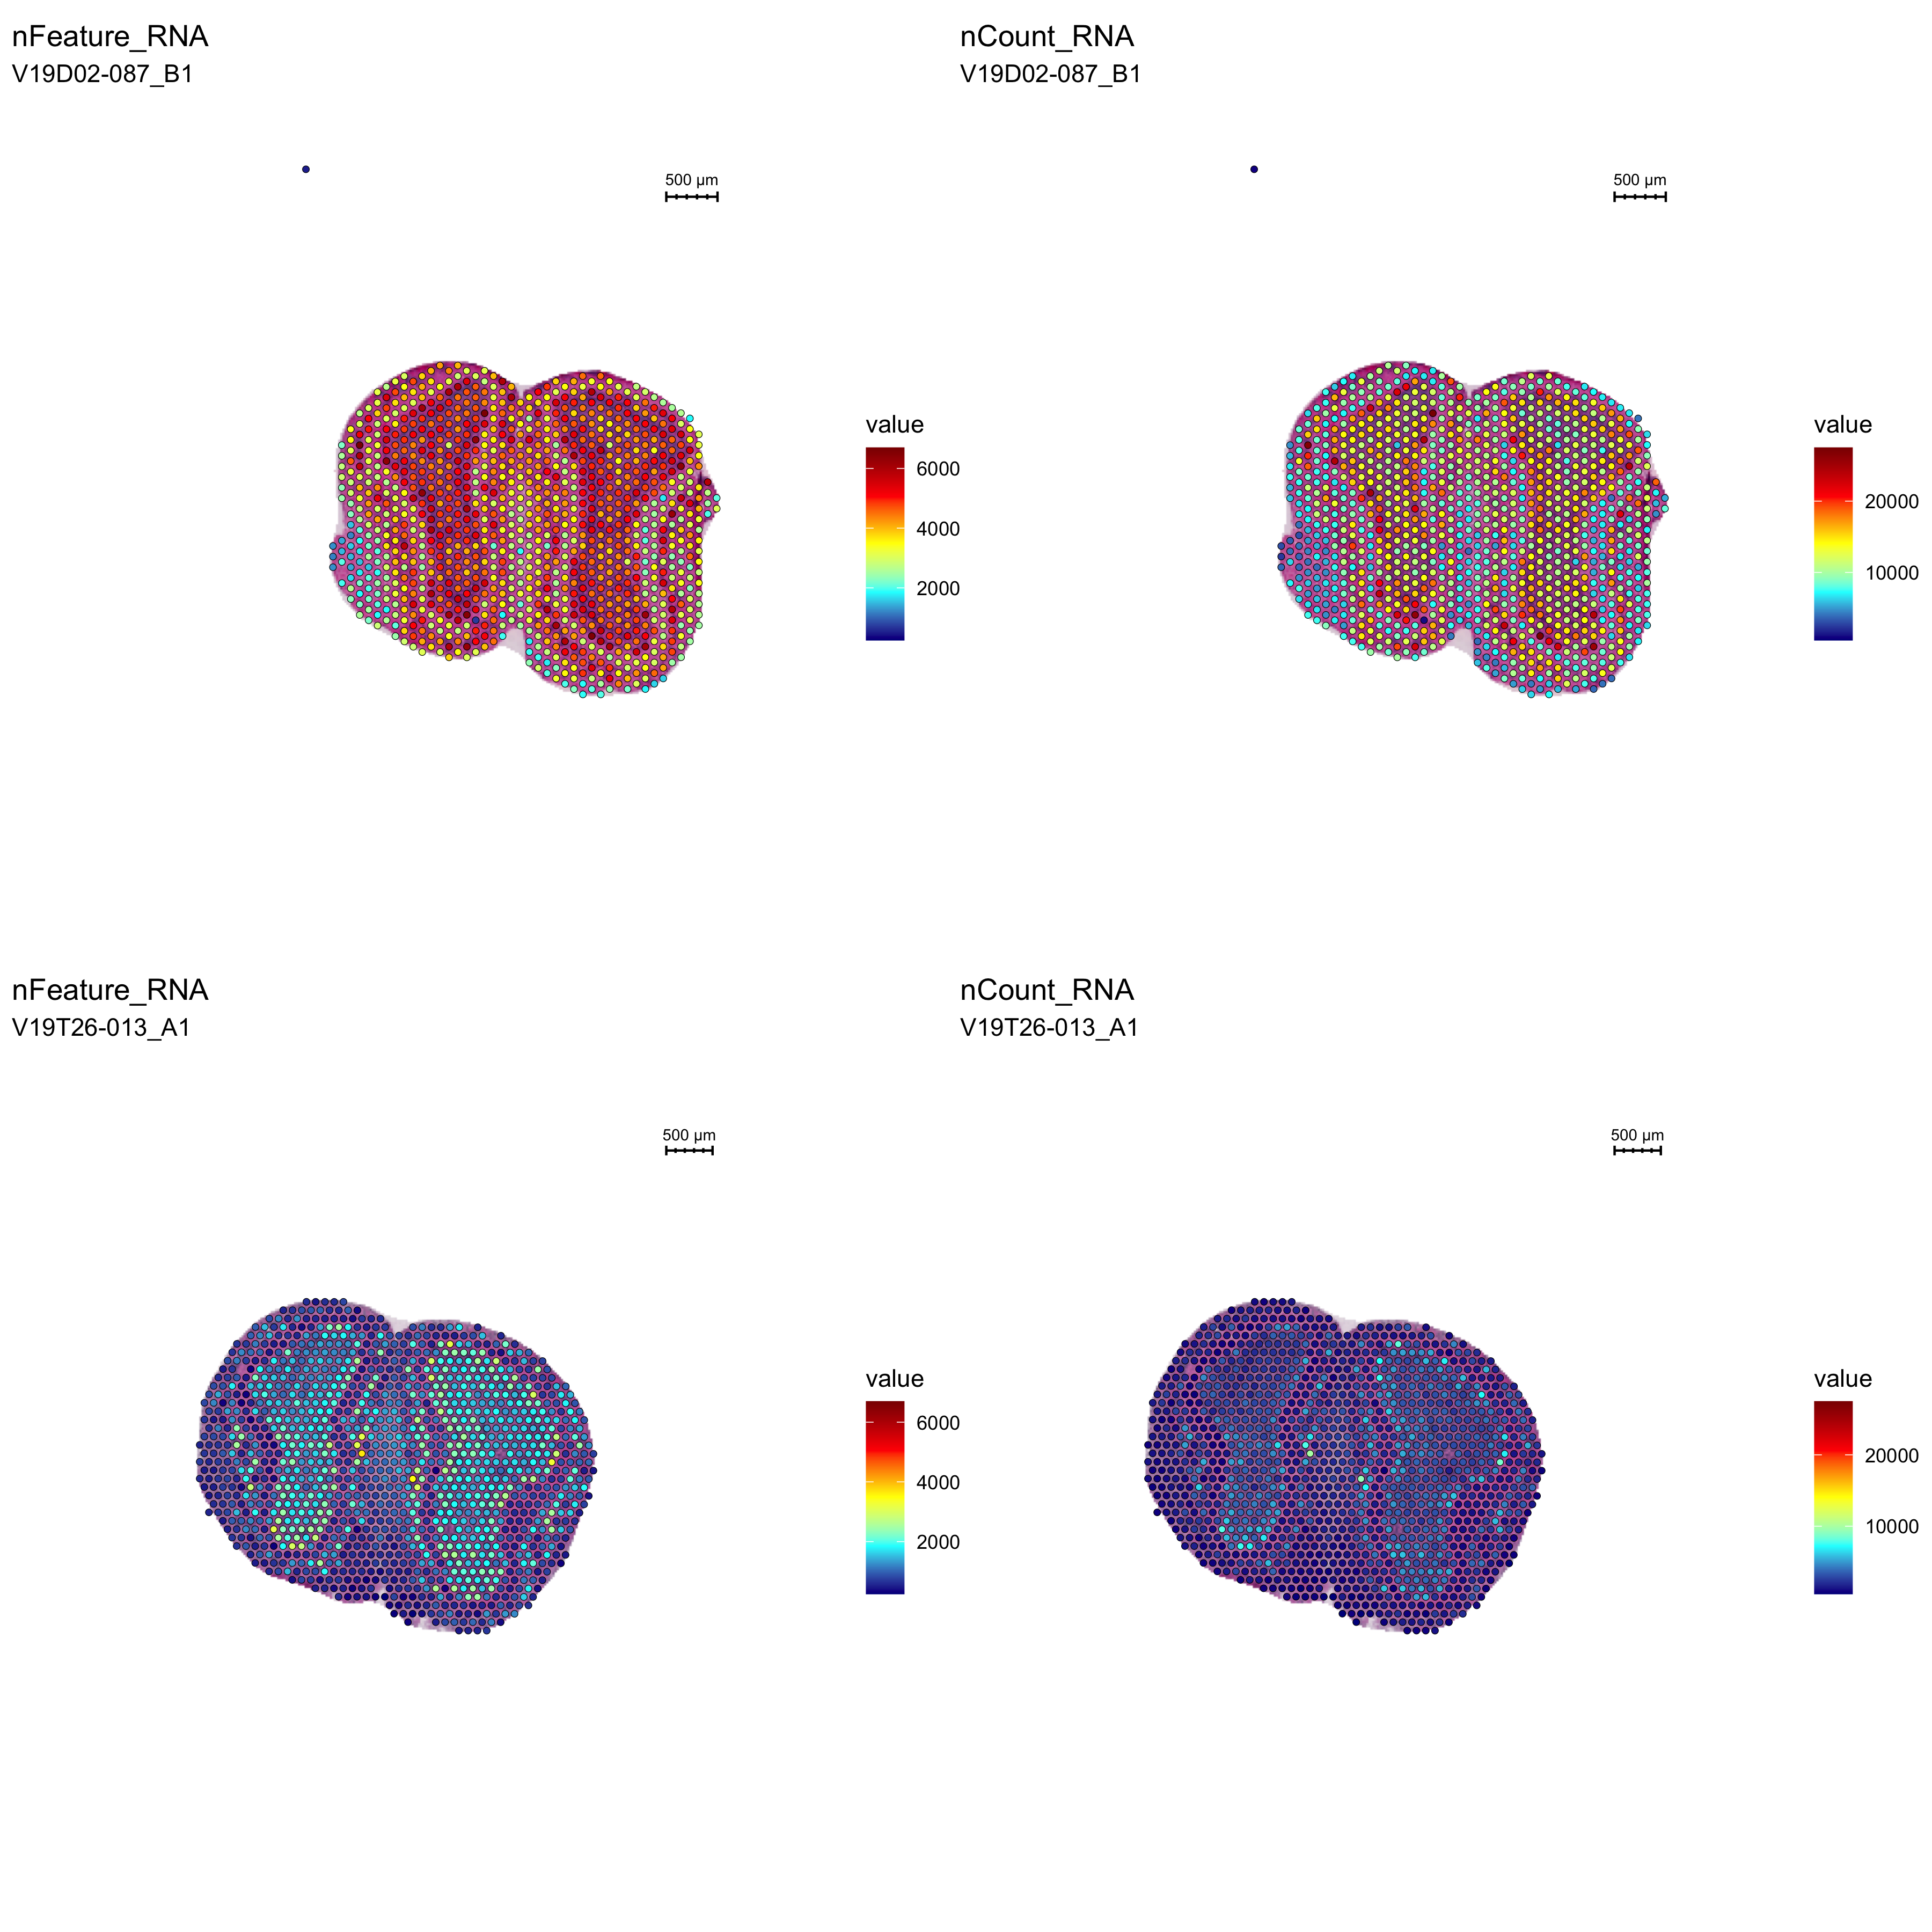 nFeature_RNA
V19D02-087_B1
500 µm
value
6000
4000
2000
nCount_RNA
V19D02-087_B1
500 µm
value
20000
10000
nFeature_RNA
V19T26-013_A1
500 µm
value
6000
4000
2000
nCount_RNA
V19T26-013_A1
500 µm
value
20000
10000